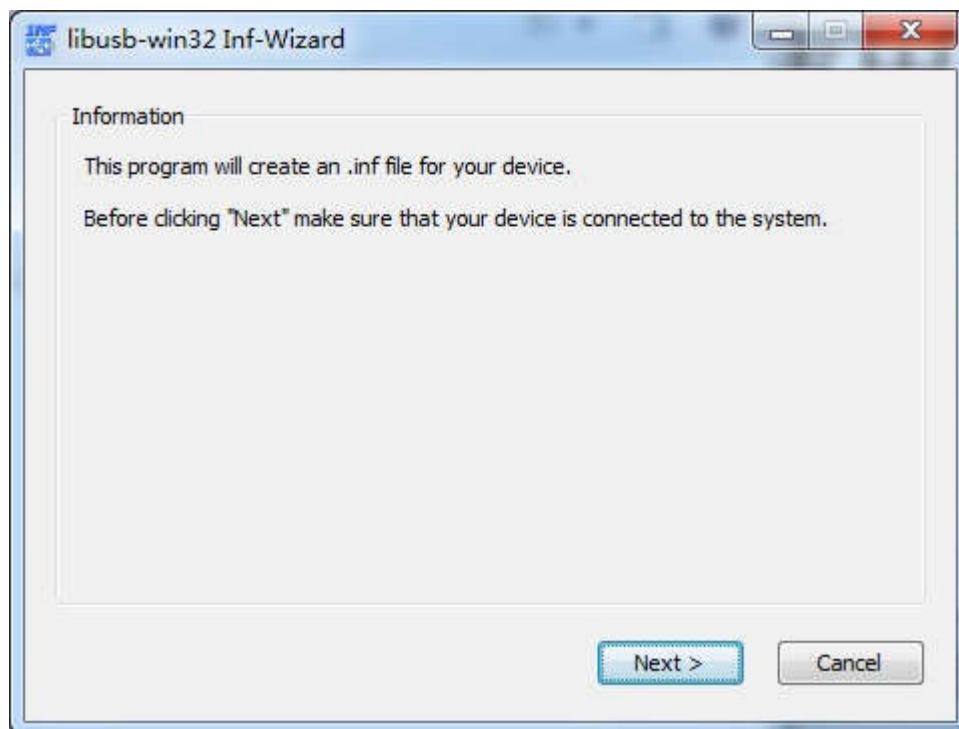 libusb-win32 Inf-Wizard
Information
This program will create an .inf file for your device.
Before clicking "Next" make sure that your device is connected to the system.
Next >
Cancel